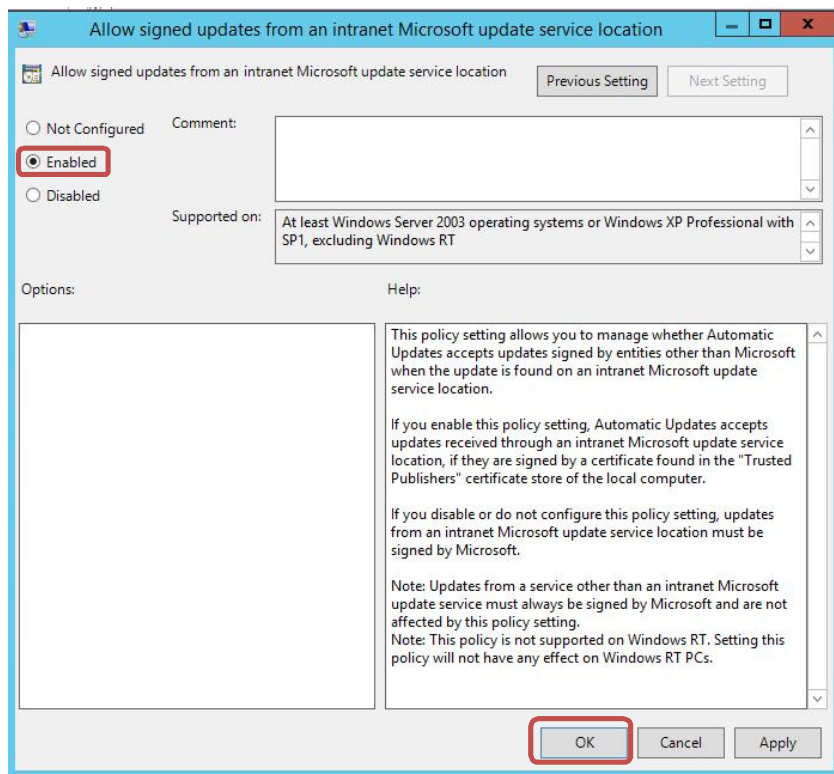 Allow signed updates from an intranet Microsoft update service location
Allow signed updates from an intranet Microsoft update service location
Previous Setting
Next Setting
Not Configured
Comment:
Enabled
Disabled
Supported on:
At least Windows Server 2003 operating systems or Windows XP Professional with
SP1, excluding Windows RT
Options:
Help:
This policy setting allows you to manage whether Automatic
Updates accepts updates signed by entities other than Microsoft
when the update is found on an intranet Microsoft update
service location.
If you enable this policy setting, Automatic Updates accepts
updates received through an intranet Microsoft update service
location, if they are signed by a certificate found in the "Trusted
Publishers" certificate store of the local computer.
If you disable or do not configure this policy setting, updates
from an intranet Microsoft update service location must be
signed by Microsoft.
Note: Updates from a service other than an intranet Microsoft
update service must always be signed by Microsoft and are not
affected by this policy setting.
Note: This policy is not supported on Windows RT. Setting this
policy will not have any effect on Windows RT PCs.
OK
Cancel
Apply